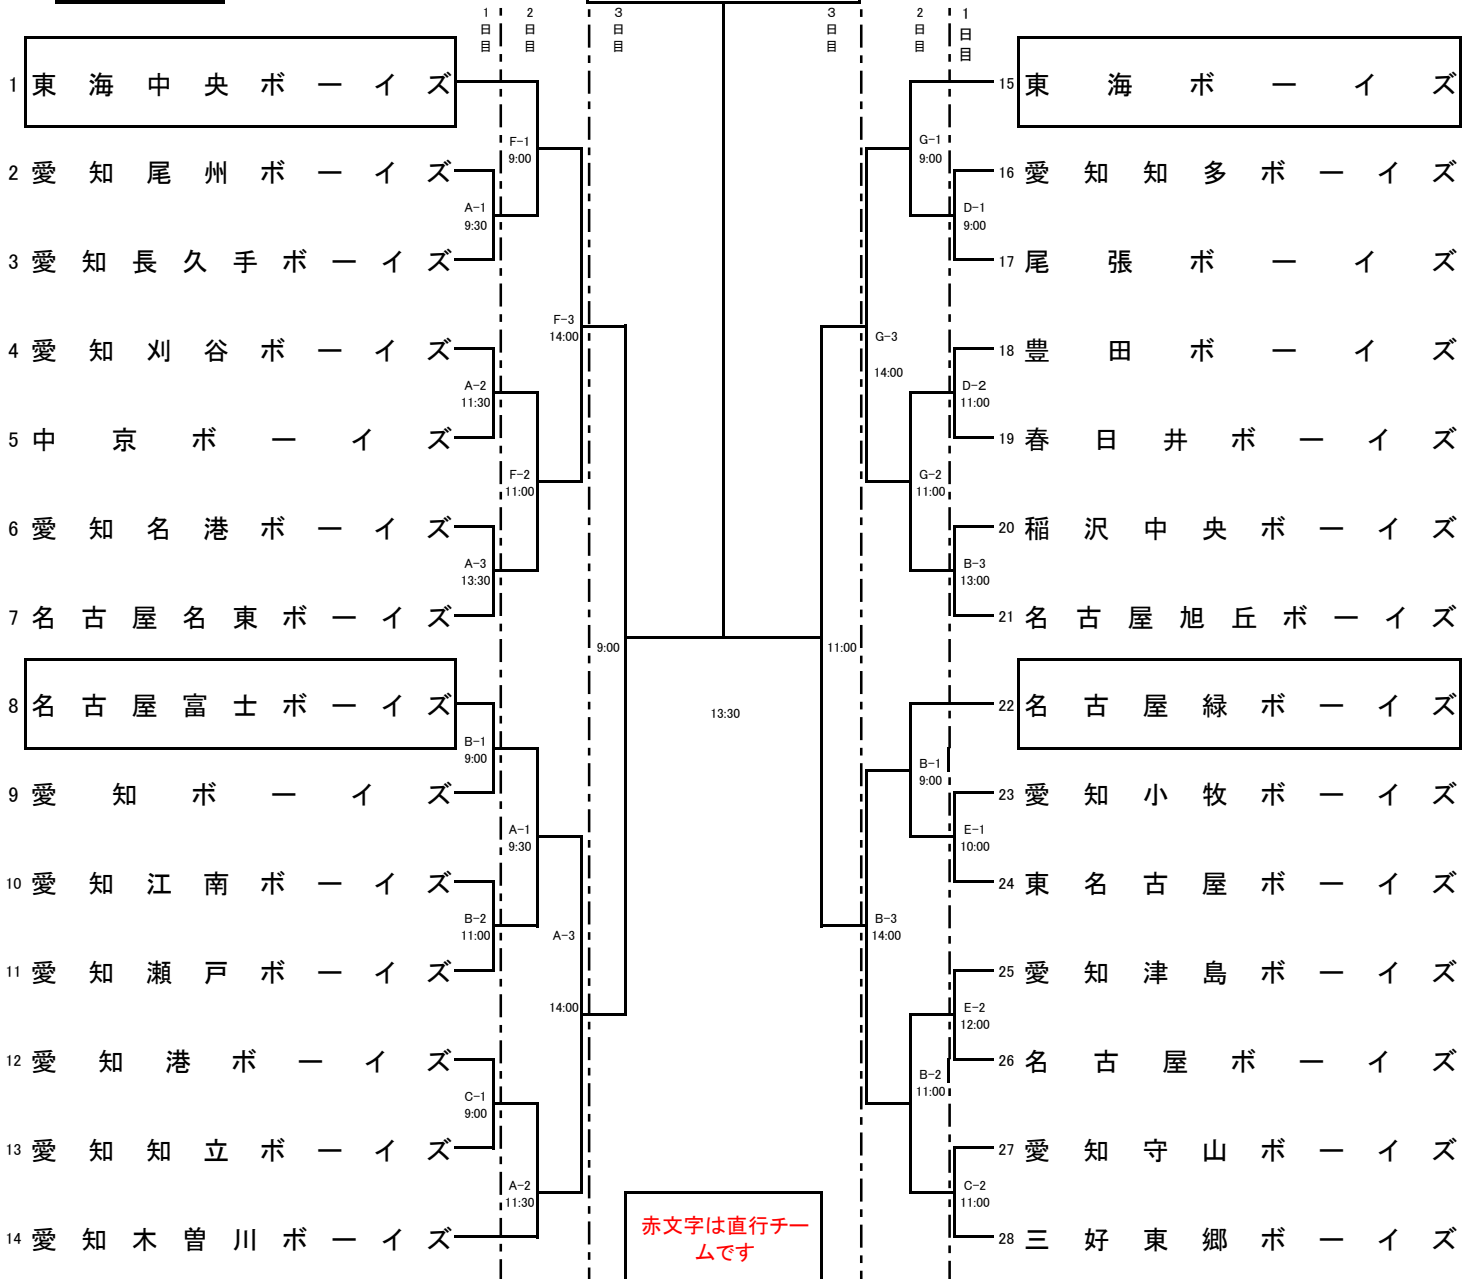 1日目
2日目
3日目
3日目
2日目
1日目
1 東海中央ボーイズ
2 愛知尾州ボーイズ
3 愛知長久手ボーイズ
4 愛知刈谷ボーイズ
5 中京ボーイズ
6 愛知名港ボーイズ
7 名古屋名東ボーイズ
8 名古屋富士ボーイズ
9 愛知ボーイズ
10 愛知江南ボーイズ
11 愛知瀬戸ボーイズ
12 愛知港ボーイズ
13 愛知知立ボーイズ
14 愛知木曽川ボーイズ
A-1
9:30
A-2
11:30
A-3
13:30
B-1
9:00
B-2
11:00
C-1
9:00
F-1
9:00
F-2
11:00
A-1
9:30
A-2
11:30
F-3
14:00
A-3
14:00
9:00
13:30
11:00
G-3
14:00
B-3
14:00
G-1
9:00
G-2
11:00
B-1
9:00
B-2
11:00
D-1
9:00
D-2
11:00
B-3
13:00
E-1
10:00
E-2
12:00
C-2
11:00
15 東海ボーイズ
16 愛知知多ボーイズ
17 尾張ボーイズ
18 豊田ボーイズ
19 春日井ボーイズ
20 稲沢中央ボーイズ
21 名古屋旭丘ボーイズ
22 名古屋緑ボーイズ
23 愛知小牧ボーイズ
24 東名古屋ボーイズ
25 愛知津島ボーイズ
26 名古屋ボーイズ
27 愛知守山ボーイズ
28 三好東郷ボーイズ
赤文字は直行チー
ムです